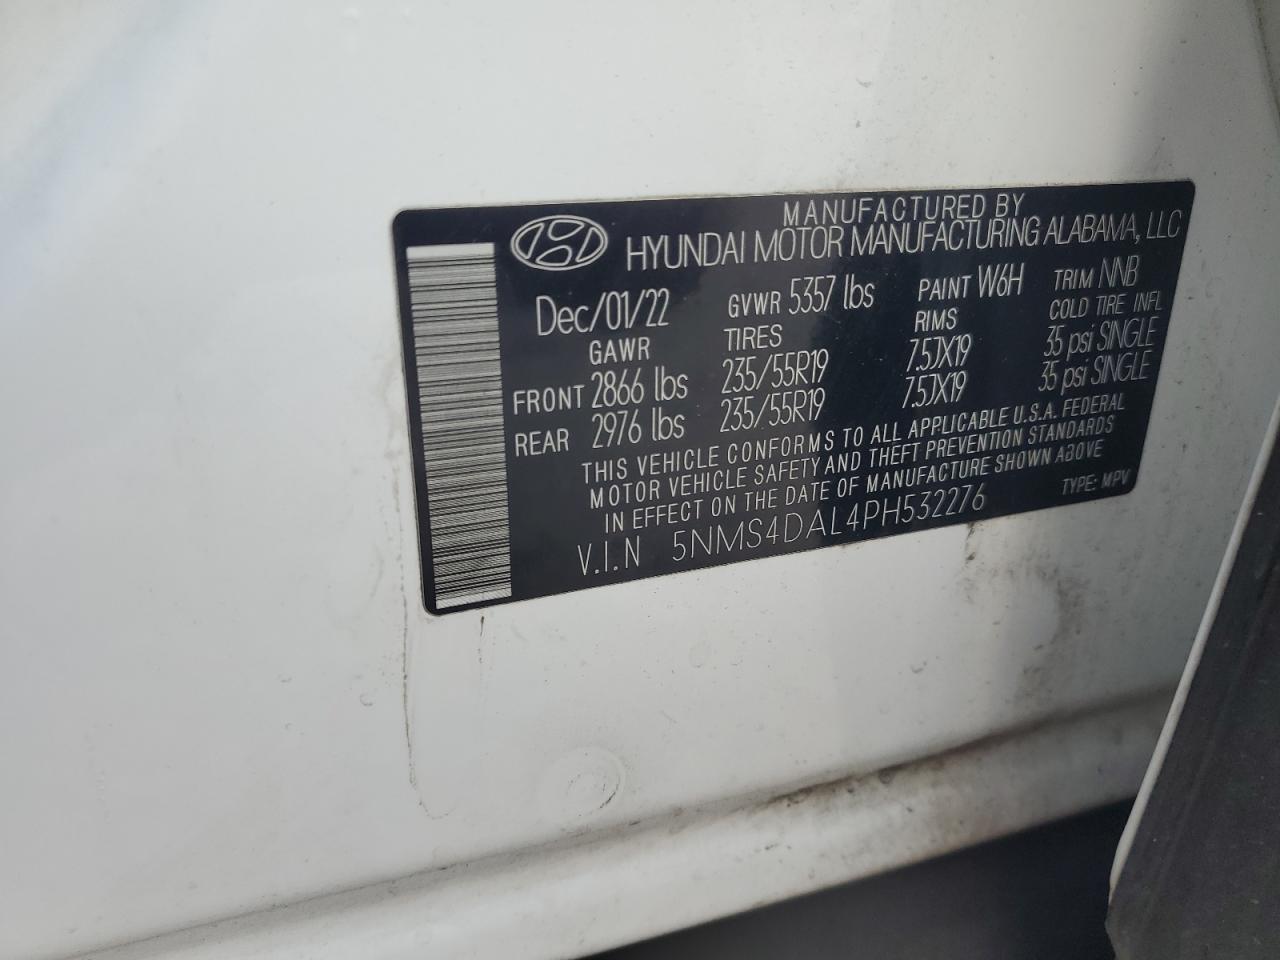 MANUFACTURED BY
HYUNDAI MOTOR MANUFACTURING ALABAMA, LLC
Dec/01/22 GVWR 5357 lbs PAINT W6H TRIM NNB
GAWR TIRES RIMS COLD TIRE INFL
FRONT 2866 lbs 235/55R19 7.5JX19 35 psi SINGLE
REAR 2976 lbs 235/55R19 7.5JX19 35 psi SINGLE
THIS VEHICLE CONFORMS TO ALL APPLICABLE U.S.A. FEDERAL
MOTOR VEHICLE SAFETY AND THEFT PREVENTION STANDARDS
IN EFFECT ON THE DATE OF MANUFACTURE SHOWN ABOVE
V.I.N 5NMS4DAL4PH532276 TYPE: MPV